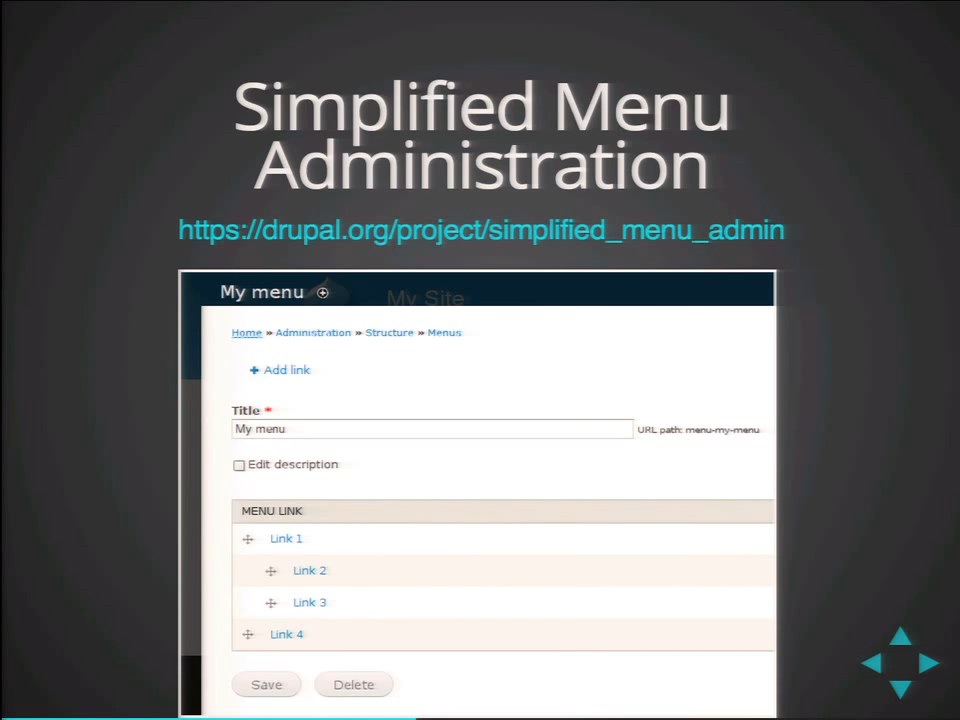 Simplified Menu
Administration
https://drupal.org/project/simplified_menu_admin
My menu
My Site
Home » Administration » Structure » Menus
+ Add link
Title *
My menu
URL path: menu-my-menu
Edit description
MENU LINK
Link 1
Link 2
Link 3
Link 4
Save
Delete